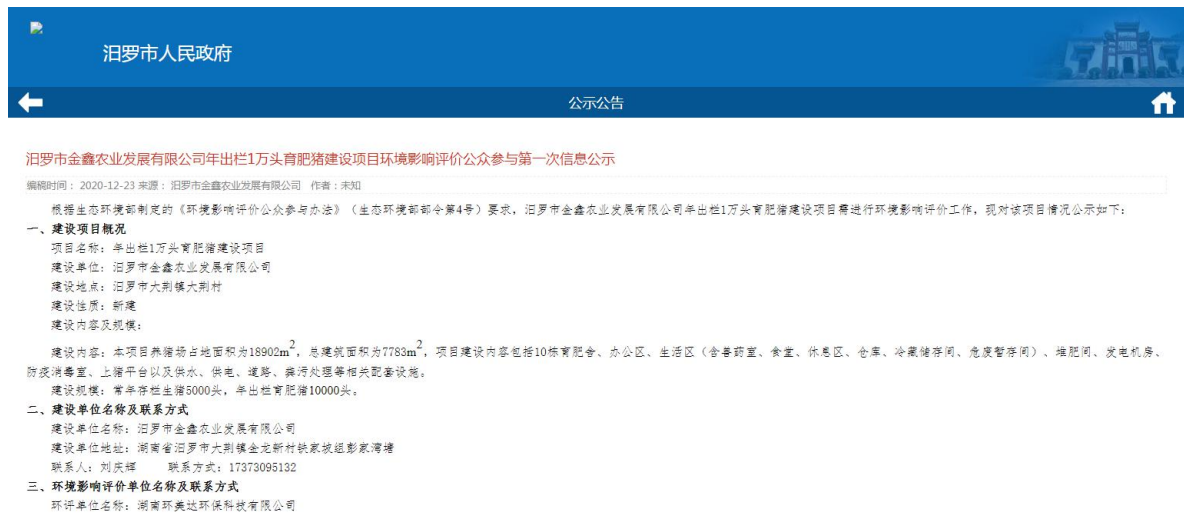 汨罗市人民政府
公示公告
汨罗市金鑫农业发展有限公司年出栏1万头育肥猪建设项目环境影响评价公众参与第一次信息公示
编稿时间： 2020-12-23 来源： 汨罗市金鑫农业发展有限公司 作者：未知
根据生态环境部制定的《环境影响评价公众参与办法》（生态环境部部令第4号）要求，汨罗市金鑫农业发展有限公司年出栏1万头育肥猪建设项目需进行环境影响评价工作，现对该项目情况公示如下：
一、建设项目概况
项目名称：年出栏1万头育肥猪建设项目
建设单位：汨罗市金鑫农业发展有限公司
建设地点：汨罗市大荆镇大荆村
建设性质：新建
建设内容及规模：
建设内容：本项目养猪场占地面积为18902m²，总建筑面积为7783m²，项目建设内容包括10栋育肥舍、办公区、生活区（含兽药室、食堂、休息区、仓库、冷藏储存间、危废暂存间）、堆肥间、发电机房、
防疫消毒室、上猪平台以及供水、供电、道路、粪污处理等相关配套设施。
建设规模：常年存栏生猪5000头，年出栏育肥猪10000头。
二、建设单位名称及联系方式
建设单位名称：汨罗市金鑫农业发展有限公司
建设单位地址：湖南省汨罗市大荆镇金龙新村铁家坡组彭家湾塘
联系人：刘庆辉 联系方式：17373095132
三、环境影响评价单位名称及联系方式
环评单位名称：湖南环美达环保科技有限公司